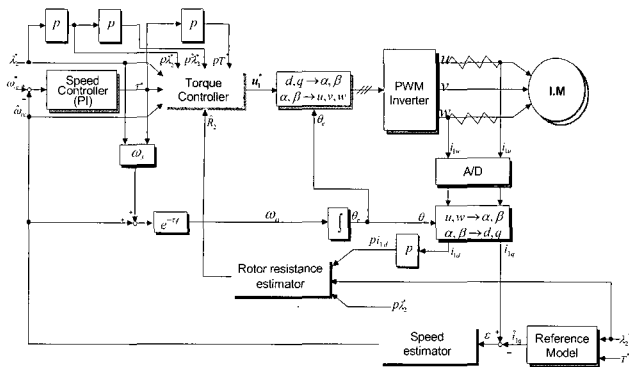 p
p
p
λ₂*
pλ₂*
p²λ₂*
pT*
Speed Controller (PI)
T*
Torque Controller
u₁*
d,q → α,β
α,β → u,v,w
PWM Inverter
u
v
w
I.M
R̂₂
θₑ
ωₛ
i₁w
i₁u
A/D
e^-τs
∫
θₑ
u,w → α,β
α,β → d,q
pi₁d
p
i₁d
i₁q
Rotor resistance estimator
pλ₂*
Speed estimator
ε
+
−
î₁q
Reference Model
λ₂*
T*